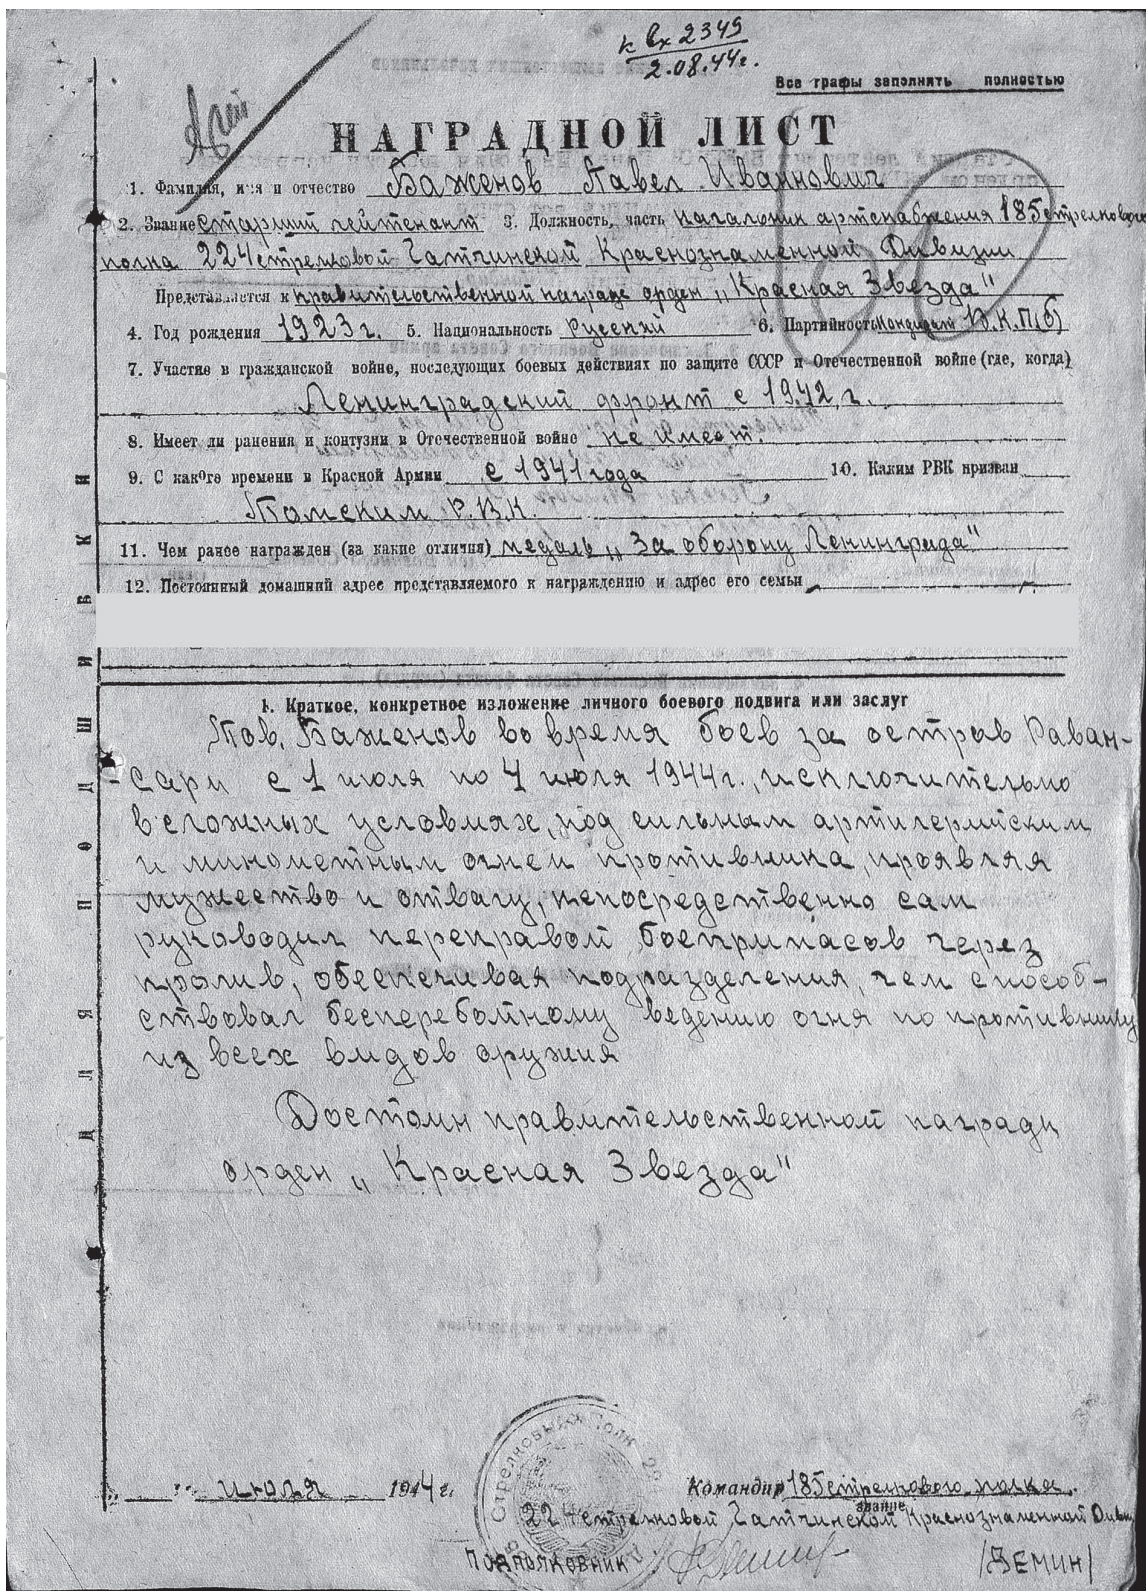 к вх 2349
2.08.44г.
Все графы заполнять полностью
НАГРАДНОЙ ЛИСТ
1. Фамилия, имя и отчество Баженов Павел Иванович
2. Звание старший лейтенант 3. Должность, часть начальник артснабжения 185 стрелкового
полка 224 стрелковой Гатчинской Краснознаменной Дивизии
Представляется к правительственной награде орден „Красная Звезда"
4. Год рождения 1923 г. 5. Национальность Русский 6. Партийность Кандидат В.К.П(б)
7. Участие в гражданской войне, последующих боевых действиях по защите СССР и Отечественной войне (где, когда)
Ленинградский фронт с 1942 г.
8. Имеет ли ранения и контузии в Отечественной войне не имеет.
9. С какого времени в Красной Армии с 1941 года 10. Каким РВК призван
Томским Р.В.К.
11. Чем ранее награжден (за какие отличия) медаль „За оборону Ленинграда"
12. Постоянный домашний адрес представляемого к награждению и адрес его семьи
ДЛЯ ПОДШИВКИ
1. Краткое, конкретное изложение личного боевого подвига или заслуг
Тов. Баженов во время боев за остров Раван-
-сари с 1 июля по 4 июля 1944г., исключительно
в сложных условиях, под сильным артилерийским
и минометным огнем противника, проявляя
мужество и отвагу, непосредственно сам
руководил переправой боеприпасов через
пролив, обеспечивая подразделения, чем способ-
ствовал бесперебойному ведению огня по противнику
из всех видов оружия
Достоин правительственной награды
орден „Красная Звезда"
июля 1944 г.
Командир 185 стрелкового полка.
звание
224 стрелковой Гатчинской Краснознаменной Дивиз
подполковник /ДЕМИН/